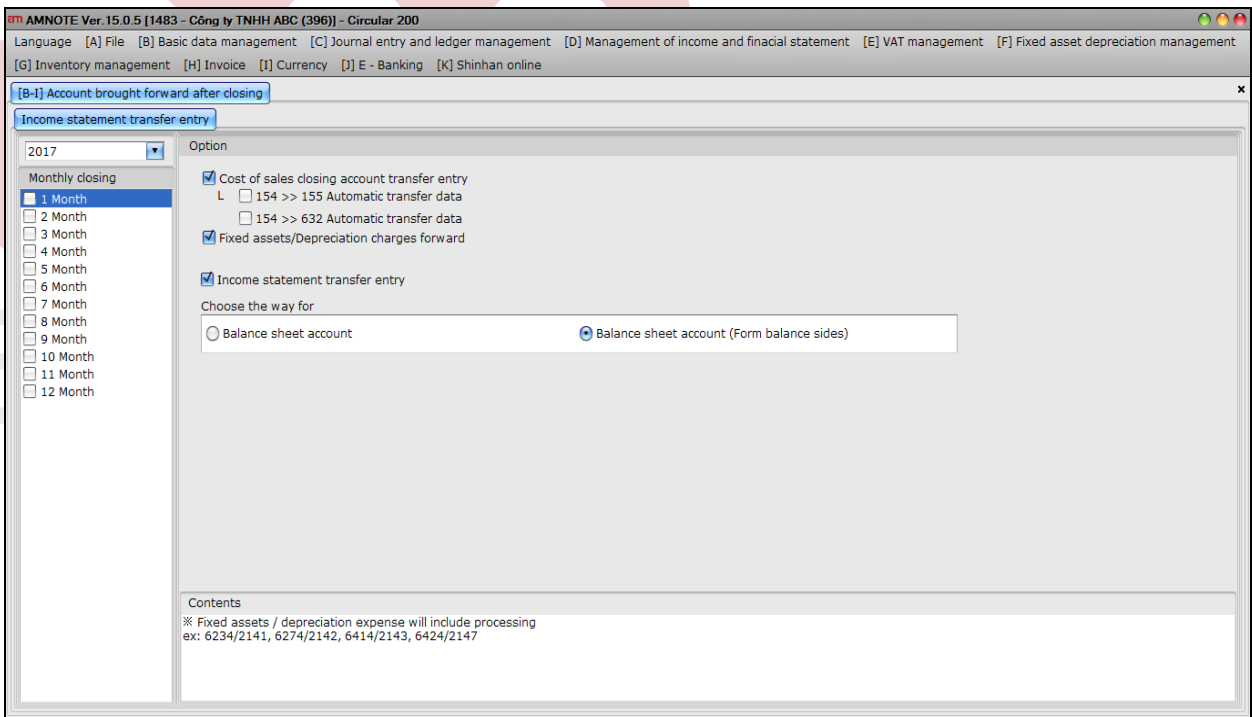 am AMNOTE Ver.15.0.5 [1483 - Công ty TNHH ABC (396)] - Circular 200
Language [A] File [B] Basic data management [C] Journal entry and ledger management [D] Management of income and finacial statement [E] VAT management [F] Fixed asset depreciation management
[G] Inventory management [H] Invoice [I] Currency [J] E - Banking [K] Shinhan online
[B-I] Account brought forward after closing x
Income statement transfer entry
2017
Option
Monthly closing
1 Month
2 Month
3 Month
4 Month
5 Month
6 Month
7 Month
8 Month
9 Month
10 Month
11 Month
12 Month
Cost of sales closing account transfer entry
L 154 >> 155 Automatic transfer data
154 >> 632 Automatic transfer data
Fixed assets/Depreciation charges forward
Income statement transfer entry
Choose the way for
Balance sheet account Balance sheet account (Form balance sides)
Contents
※ Fixed assets / depreciation expense will include processing
ex: 6234/2141, 6274/2142, 6414/2143, 6424/2147